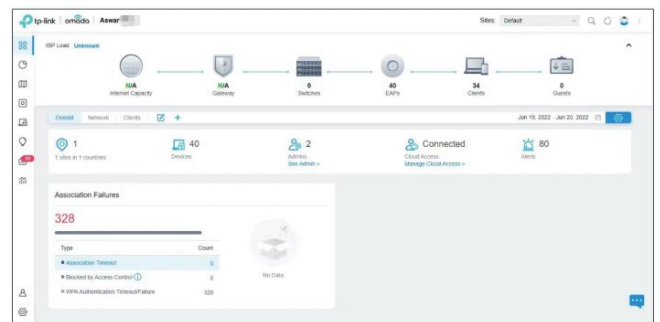 tp-link omada Aswar
Sites: Default
ISP Load Unknown
N/A
Internet Capacity
N/A
Gateway
0
Switches
40
EAPs
34
Clients
0
Guests
Overall Network Clients
Jun 19, 2022 - Jun 20, 2022
1
1 sites in 1 countries
40
Devices
2
Admins
See Admin >
Connected
Cloud Access
Manage Cloud Access >
80
Alerts
Association Failures
328
Type Count
Association Timeout 0
Blocked by Access Control 0
WPA Authentication Timeout/Failure 328
No Data